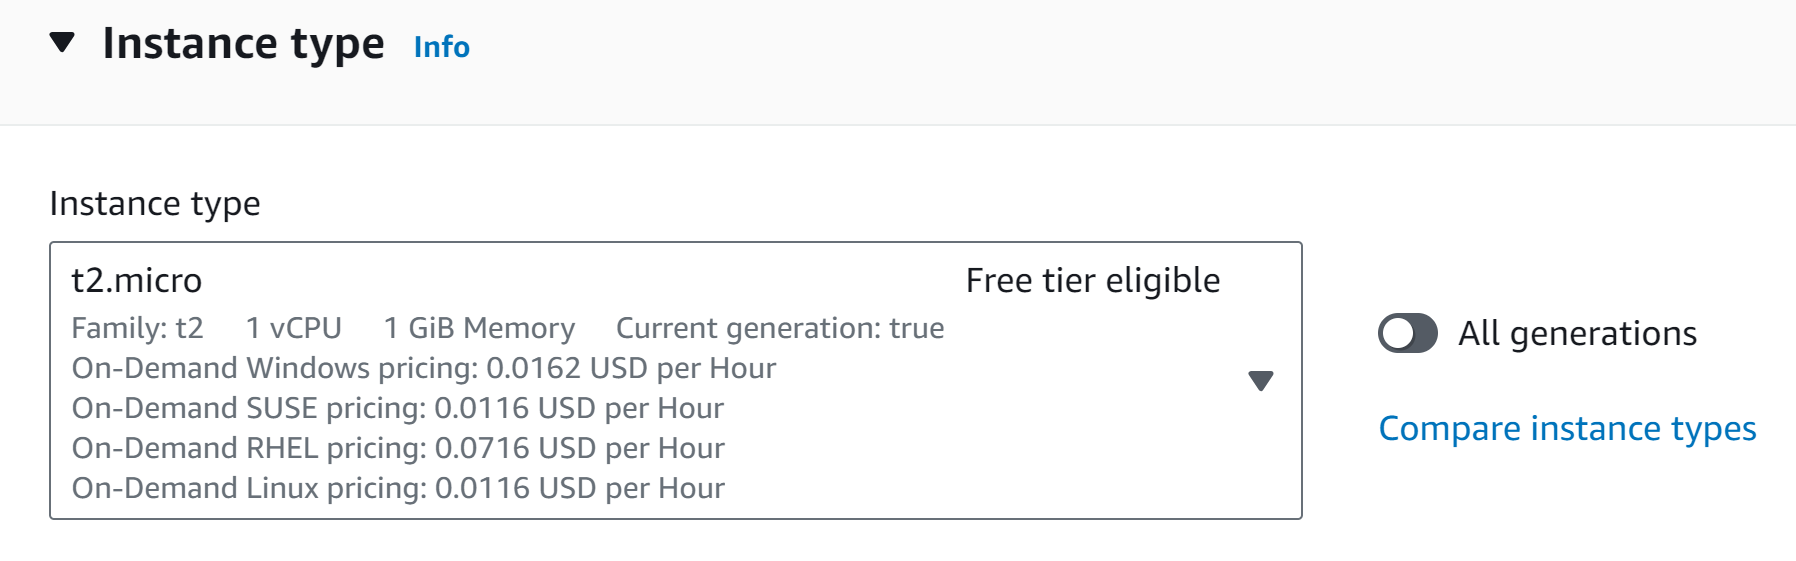 Instance type Info
Instance type
t2.micro Free tier eligible
Family: t2 1 vCPU 1 GiB Memory Current generation: true
On-Demand Windows pricing: 0.0162 USD per Hour
On-Demand SUSE pricing: 0.0116 USD per Hour
On-Demand RHEL pricing: 0.0716 USD per Hour
On-Demand Linux pricing: 0.0116 USD per Hour
All generations
Compare instance types